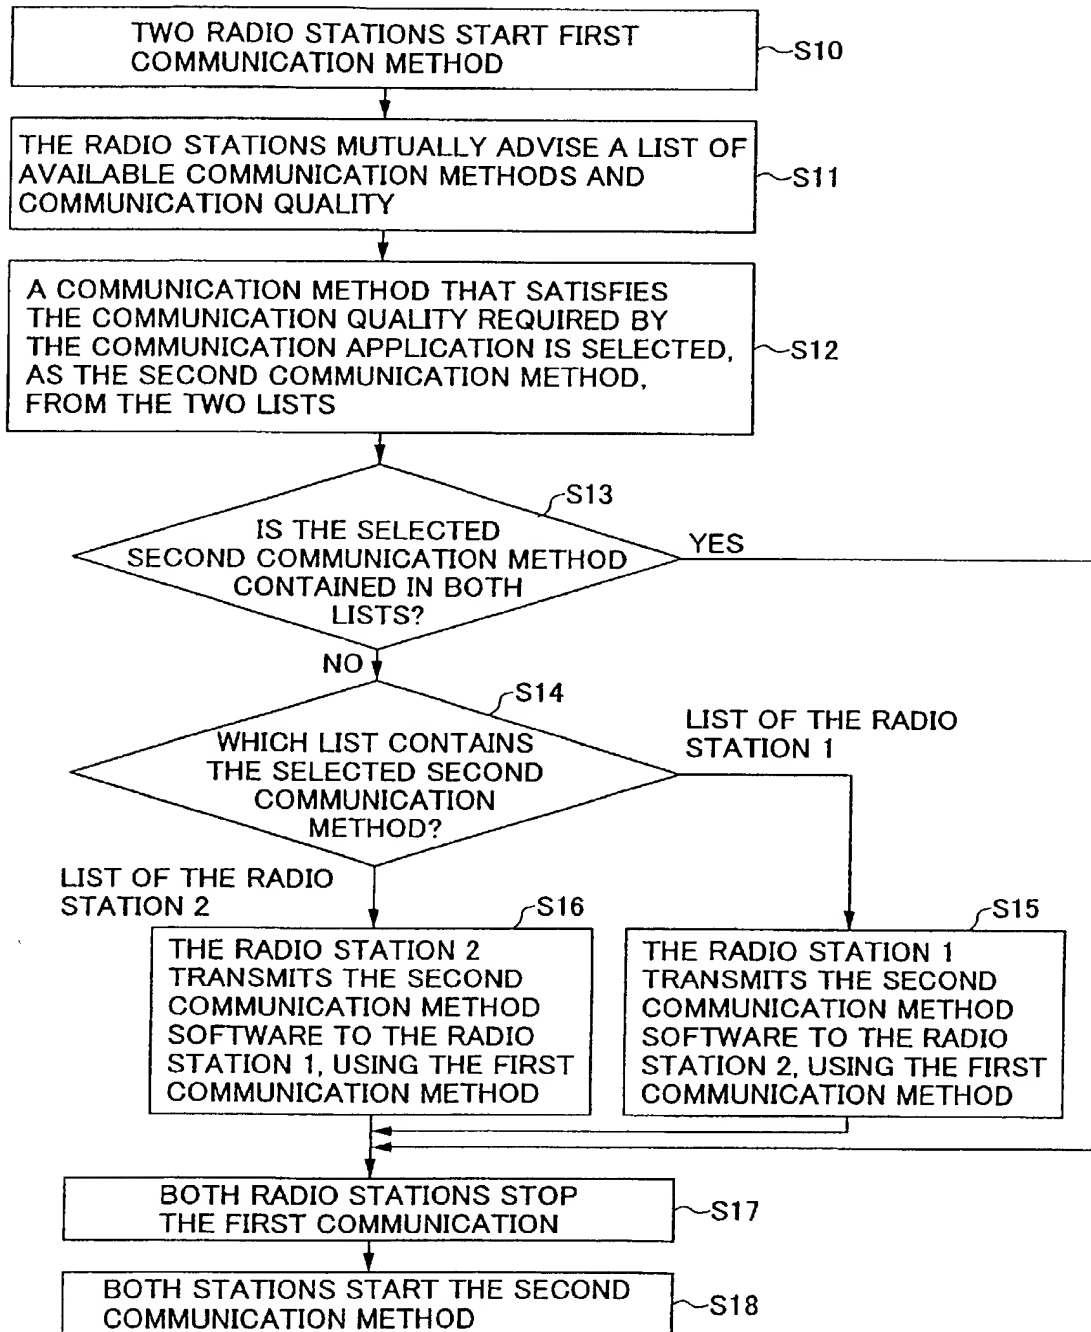 TWO RADIO STATIONS START FIRST
COMMUNICATION METHOD
S10
THE RADIO STATIONS MUTUALLY ADVISE A LIST OF
AVAILABLE COMMUNICATION METHODS AND
COMMUNICATION QUALITY
S11
A COMMUNICATION METHOD THAT SATISFIES
THE COMMUNICATION QUALITY REQUIRED BY
THE COMMUNICATION APPLICATION IS SELECTED,
AS THE SECOND COMMUNICATION METHOD,
FROM THE TWO LISTS
S12
S13
IS THE SELECTED
SECOND COMMUNICATION METHOD
CONTAINED IN BOTH
LISTS?
YES
NO
S14
WHICH LIST CONTAINS
THE SELECTED SECOND
COMMUNICATION
METHOD?
LIST OF THE RADIO
STATION 1
LIST OF THE RADIO
STATION 2
S16
THE RADIO STATION 2
TRANSMITS THE SECOND
COMMUNICATION METHOD
SOFTWARE TO THE RADIO
STATION 1, USING THE FIRST
COMMUNICATION METHOD
S15
THE RADIO STATION 1
TRANSMITS THE SECOND
COMMUNICATION METHOD
SOFTWARE TO THE RADIO
STATION 2, USING THE FIRST
COMMUNICATION METHOD
BOTH RADIO STATIONS STOP
THE FIRST COMMUNICATION
S17
BOTH STATIONS START THE SECOND
COMMUNICATION METHOD
S18